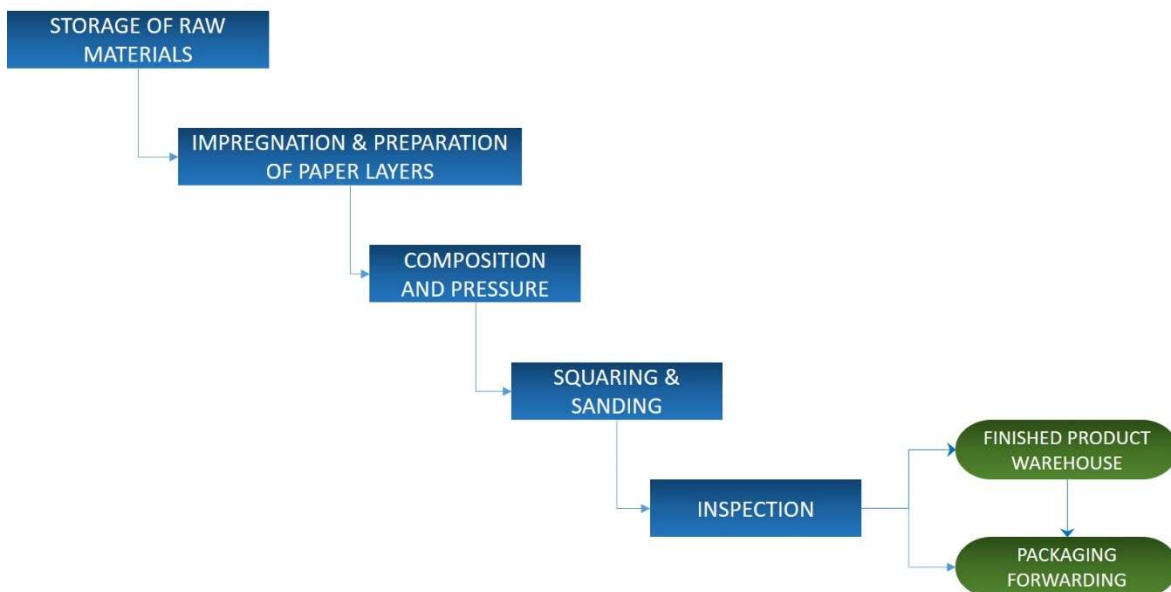 STORAGE OF RAW
MATERIALS
IMPREGNATION & PREPARATION
OF PAPER LAYERS
COMPOSITION
AND PRESSURE
SQUARING &
SANDING
FINISHED PRODUCT
WAREHOUSE
INSPECTION
PACKAGING
FORWARDING